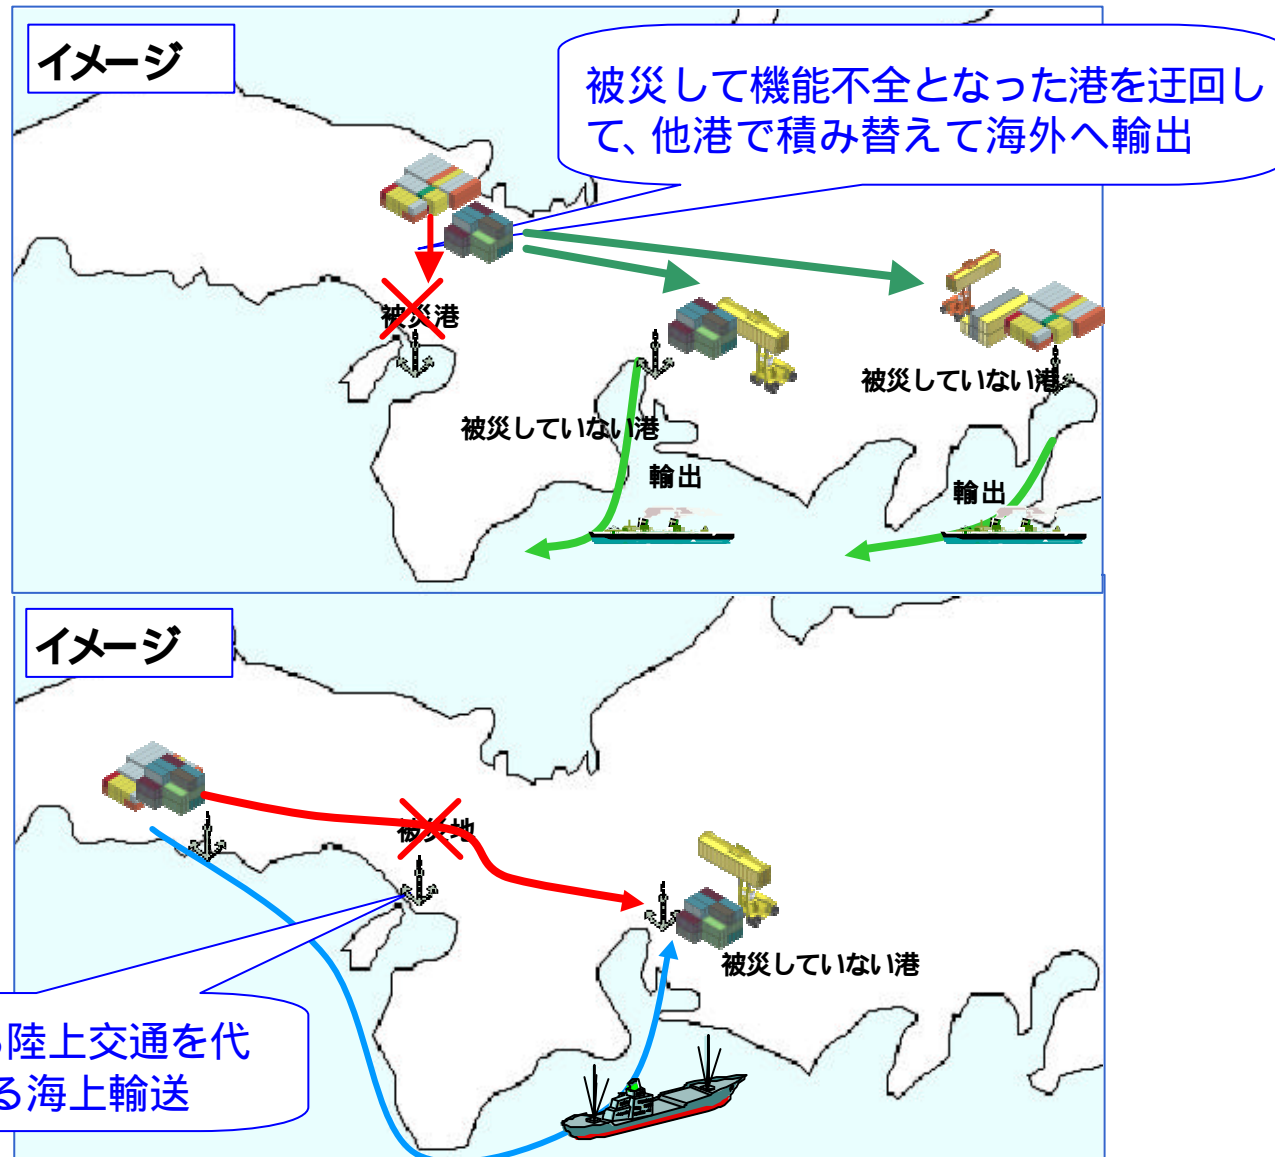 イメージ
被災して機能不全となった港を迂回し
て、他港で積み替えて海外へ輸出
被災港
被災していない港
被災していない港
輸出
輸出
イメージ
被災地
被災していない港
陸上交通を代
る海上輸送